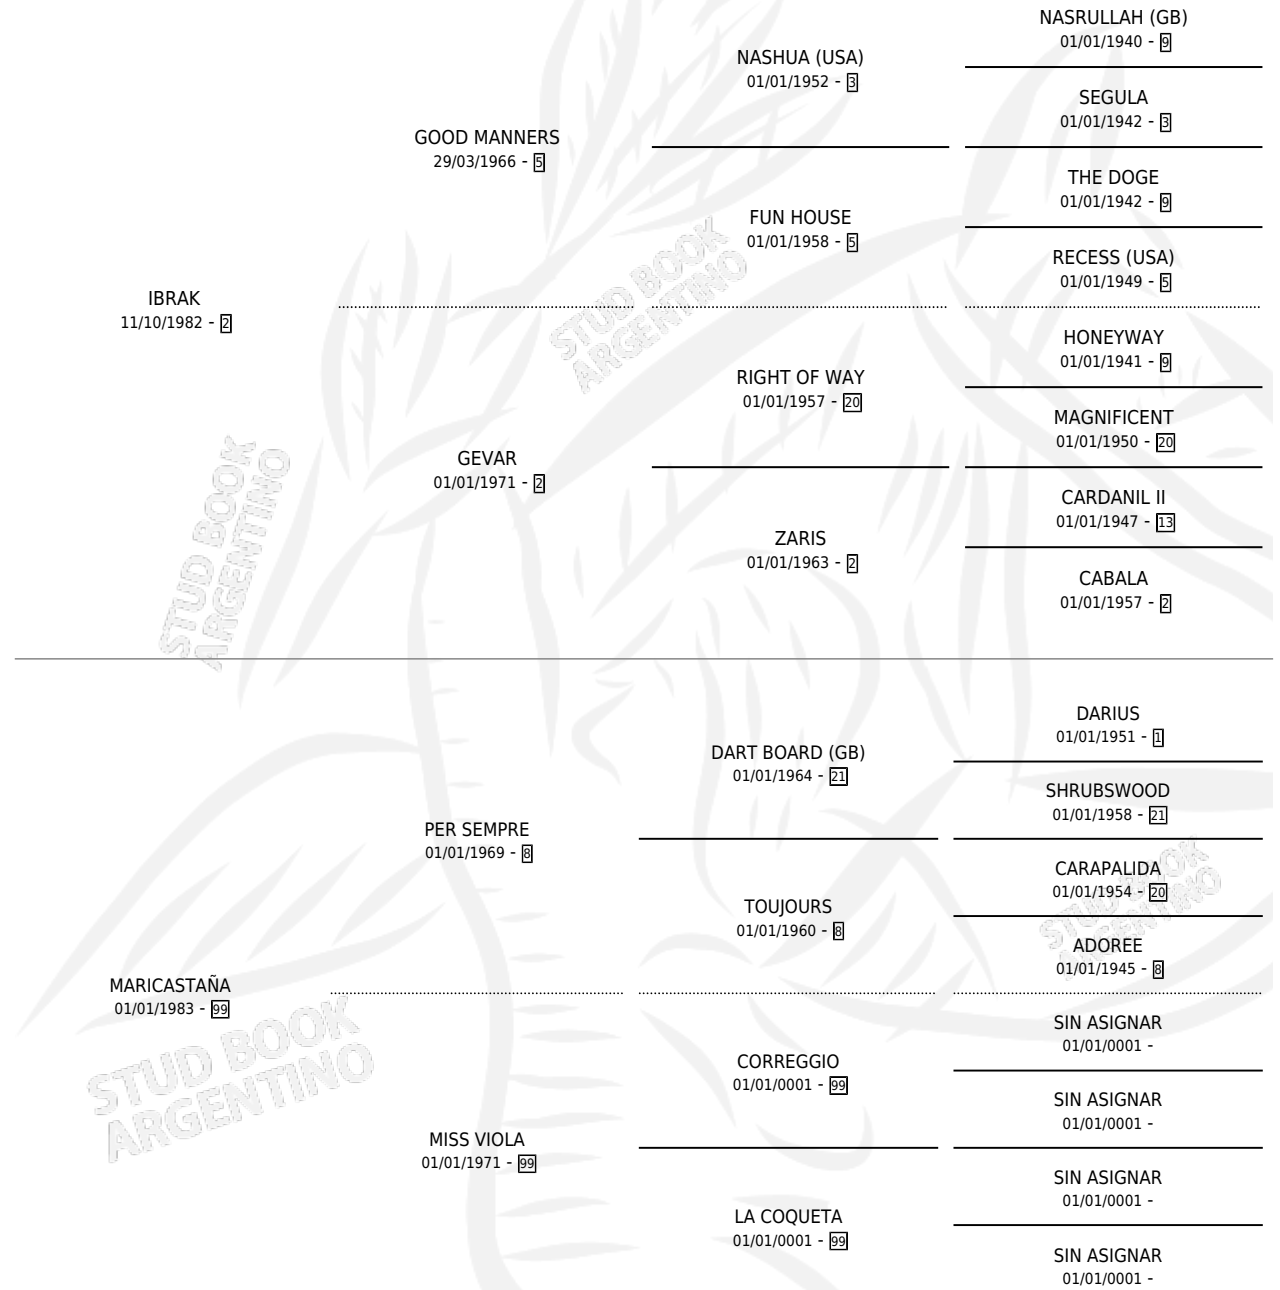 NASRULLAH (GB)
01/01/1940 - 9
NASHUA (USA)
01/01/1952 - 3
SEGULA
01/01/1942 - 3
GOOD MANNERS
29/03/1966 - 5
THE DOGE
01/01/1942 - 9
FUN HOUSE
01/01/1958 - 5
RECESS (USA)
01/01/1949 - 5
IBRAK
11/10/1982 - 2
HONEYWAY
01/01/1941 - 9
RIGHT OF WAY
01/01/1957 - 20
MAGNIFICENT
01/01/1950 - 20
GEVAR
01/01/1971 - 2
CARDANIL II
01/01/1947 - 13
ZARIS
01/01/1963 - 2
CABALA
01/01/1957 - 2
STUD BOOK
ARGENTINO
STUD BOOK
ARGENTINO
DARIUS
01/01/1951 - 1
DART BOARD (GB)
01/01/1964 - 21
SHRUBSWOOD
01/01/1958 - 21
PER SEMPRE
01/01/1969 - 8
CARAPALIDA
01/01/1954 - 20
TOUJOURS
01/01/1960 - 8
ADOREE
01/01/1945 - 8
MARICASTAÑA
01/01/1983 - 99
SIN ASIGNAR
01/01/0001 -
CORREGGIO
01/01/0001 - 99
SIN ASIGNAR
01/01/0001 -
MISS VIOLA
01/01/1971 - 99
SIN ASIGNAR
01/01/0001 -
LA COQUETA
01/01/0001 - 99
SIN ASIGNAR
01/01/0001 -
STUD BOOK
ARGENTINO
STUD BOOK
ARGENTINO